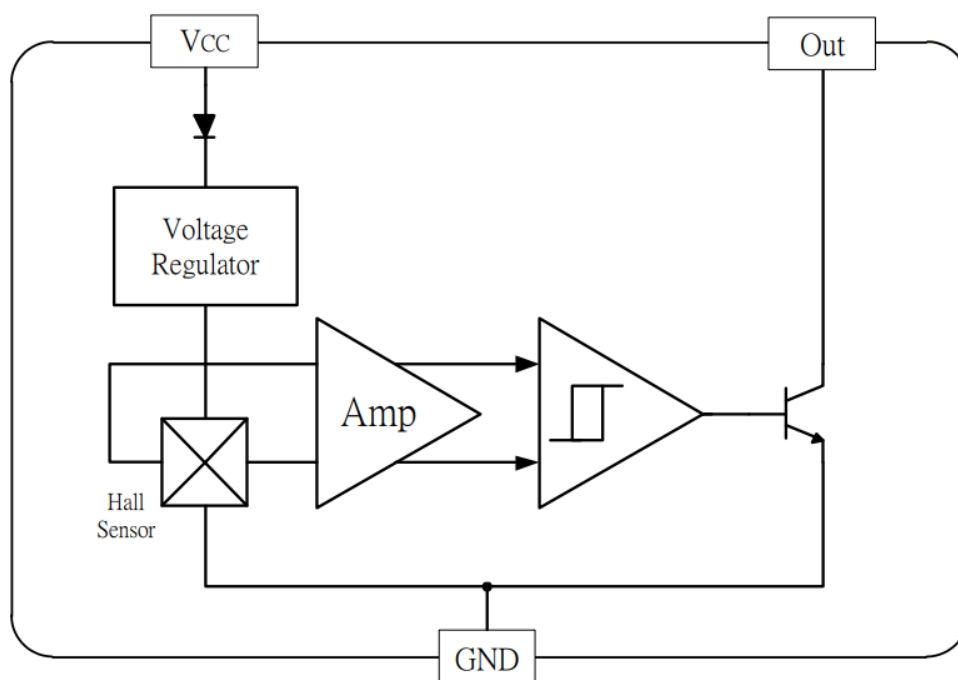 VCC
Out
Voltage
Regulator
Amp
Hall
Sensor
GND